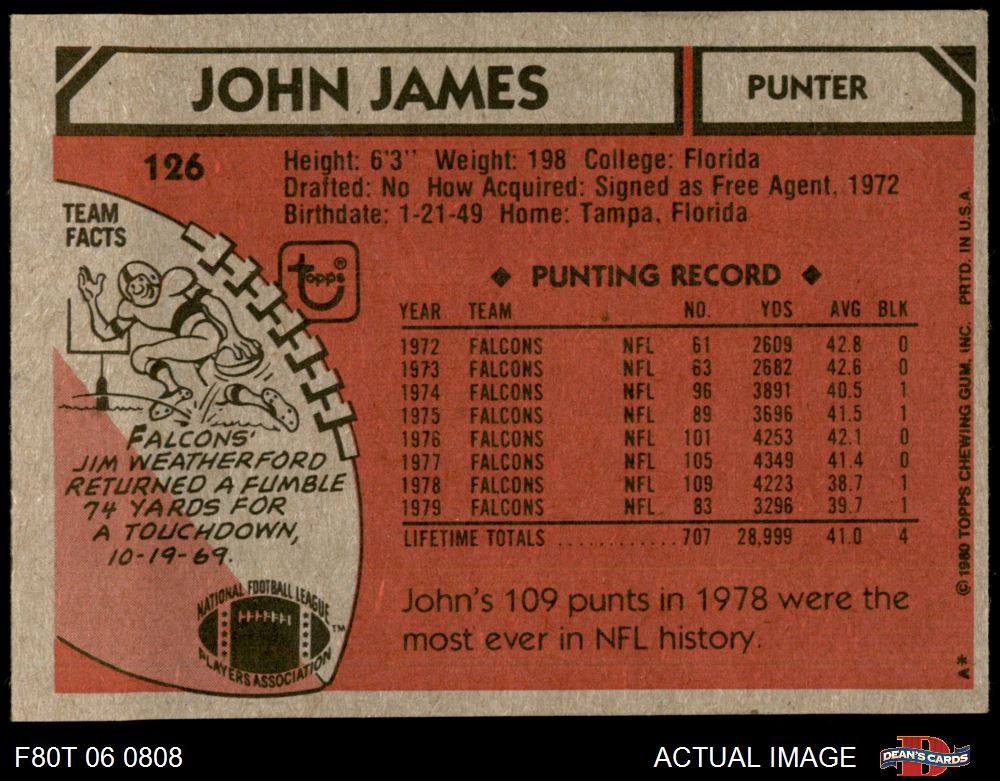 JOHN JAMES
PUNTER
126
Height: 6'3" Weight: 198 College: Florida
Drafted: No How Acquired: Signed as Free Agent, 1972
Birthdate: 1-21-49 Home: Tampa, Florida
TEAM
FACTS
topps®
◆ PUNTING RECORD ◆
YEAR TEAM NO. YDS AVG BLK
1972 FALCONS NFL 61 2609 42.8 0
1973 FALCONS NFL 63 2682 42.6 0
1974 FALCONS NFL 96 3891 40.5 1
1975 FALCONS NFL 89 3696 41.5 1
1976 FALCONS NFL 101 4253 42.1 0
1977 FALCONS NFL 105 4349 41.4 0
1978 FALCONS NFL 109 4223 38.7 1
1979 FALCONS NFL 83 3296 39.7 1
LIFETIME TOTALS ............ 707 28,999 41.0 4
FALCONS'
JIM WEATHERFORD
RETURNED A FUMBLE
74 YARDS FOR
A TOUCHDOWN,
10-19-69.
NATIONAL FOOTBALL LEAGUE
PLAYERS ASSOCIATION
™
John's 109 punts in 1978 were the
most ever in NFL history.
© 1980 TOPPS CHEWING GUM, INC. PRTD. IN U.S.A.
A*
F80T 06 0808
ACTUAL IMAGE
D
DEAN'S CARDS